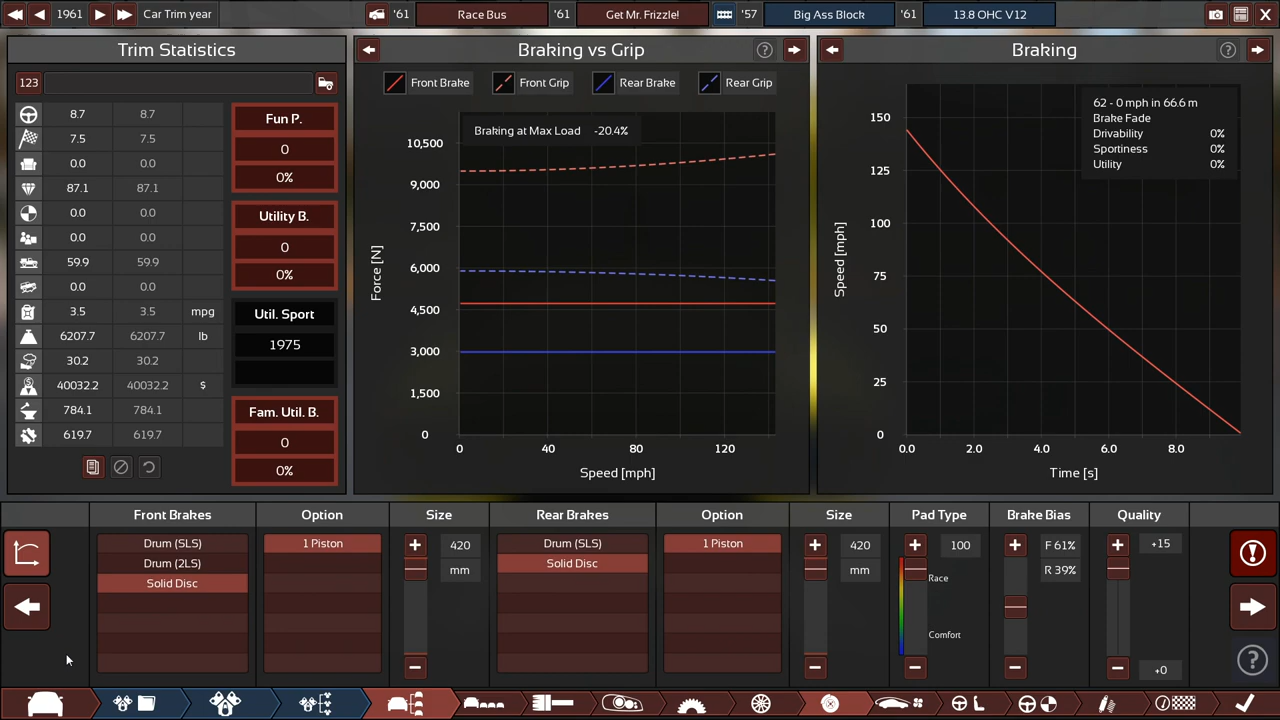 1961 Car Trim year '61 Race Bus '61 Get Mr. Frizzle! '57 Big Ass Block '61 13.8 OHC V12
Trim Statistics
123
8.7 8.7
7.5 7.5
0.0 0.0
87.1 87.1
0.0 0.0
0.0 0.0
59.9 59.9
0.0 0.0
3.5 3.5 mpg
6207.7 6207.7 lb
30.2 30.2
40032.2 40032.2 $
784.1 784.1
619.7 619.7
Fun P.
0
0%
Utility B.
0
0%
Util. Sport
1975
Fam. Util. B.
0
0%
Braking vs Grip ?
Front Brake Front Grip Rear Brake Rear Grip
Braking at Max Load -20.4%
Force [N]
10,500
9,000
7,500
6,000
4,500
3,000
1,500
0
0 40 80 120
Speed [mph]
Braking ?
62 - 0 mph in 66.6 m
Brake Fade
Drivability 0%
Sportiness 0%
Utility 0%
Speed [mph]
150
125
100
75
50
25
0
0.0 2.0 4.0 6.0 8.0
Time [s]
Front Brakes
Drum (SLS)
Drum (2LS)
Solid Disc
Option
1 Piston
Size
+ 420
mm
-
Rear Brakes
Drum (SLS)
Solid Disc
Option
1 Piston
Size
+ 420
mm
-
Pad Type
+ 100
Race
Comfort
-
Brake Bias
+ F 61%
R 39%
-
Quality
+ +15
- +0
?